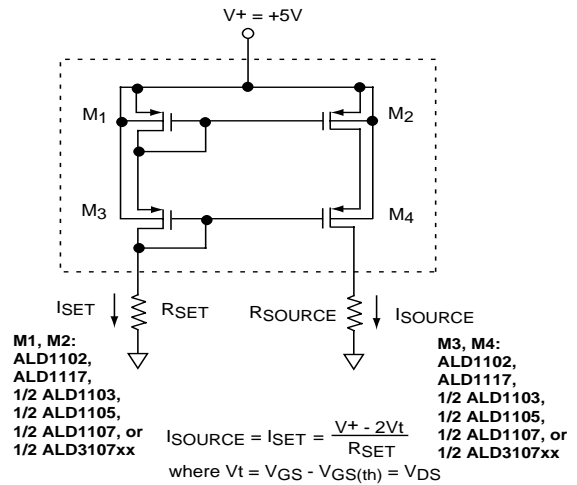 V+ = +5V
M1
M2
M3
M4
ISET
RSET
RSOURCE
ISOURCE
M1, M2:
ALD1102,
ALD1117,
1/2 ALD1103,
1/2 ALD1105,
1/2 ALD1107, or
1/2 ALD3107xx
M3, M4:
ALD1102,
ALD1117,
1/2 ALD1103,
1/2 ALD1105,
1/2 ALD1107, or
1/2 ALD3107xx
ISOURCE = ISET = V+ - 2Vt / RSET
where Vt = VGS - VGS(th) = VDS